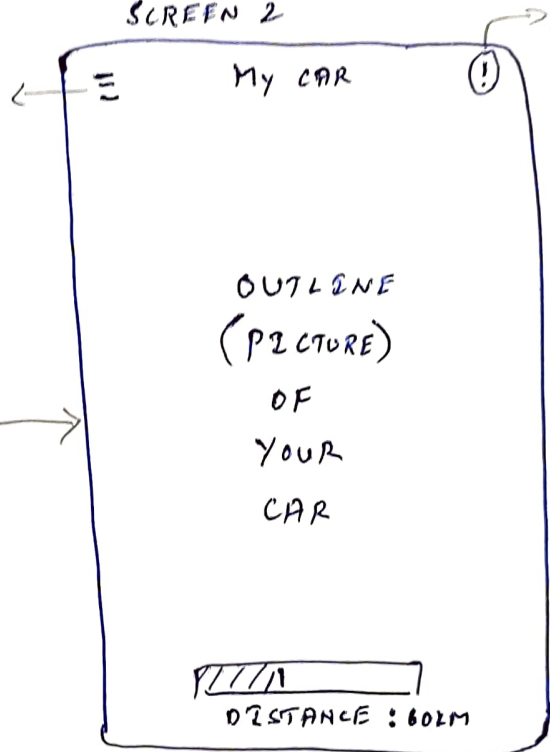 SCREEN 2
My CAR
!
OUTLINE
(PICTURE)
OF
YOUR
CAR
DISTANCE : 60KM